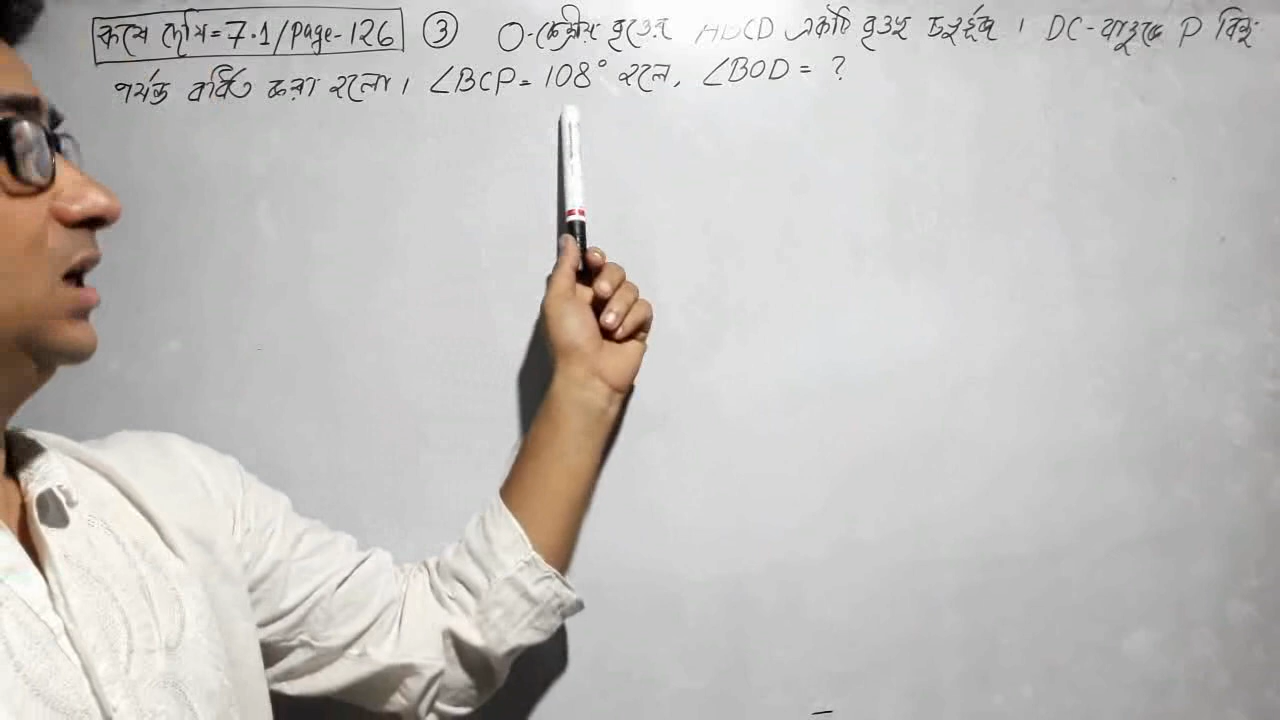 কষে দেখি=7.1/page-126 ③ O-কেন্দ্রীয় বৃত্তের ABCD একটি বৃত্তস্থ চতুর্ভুজ । DC-বাহুকে P বিন্দু
পর্যন্ত বর্ধিত করা হলো। ∠BCP= 108° হলে, ∠BOD = ?